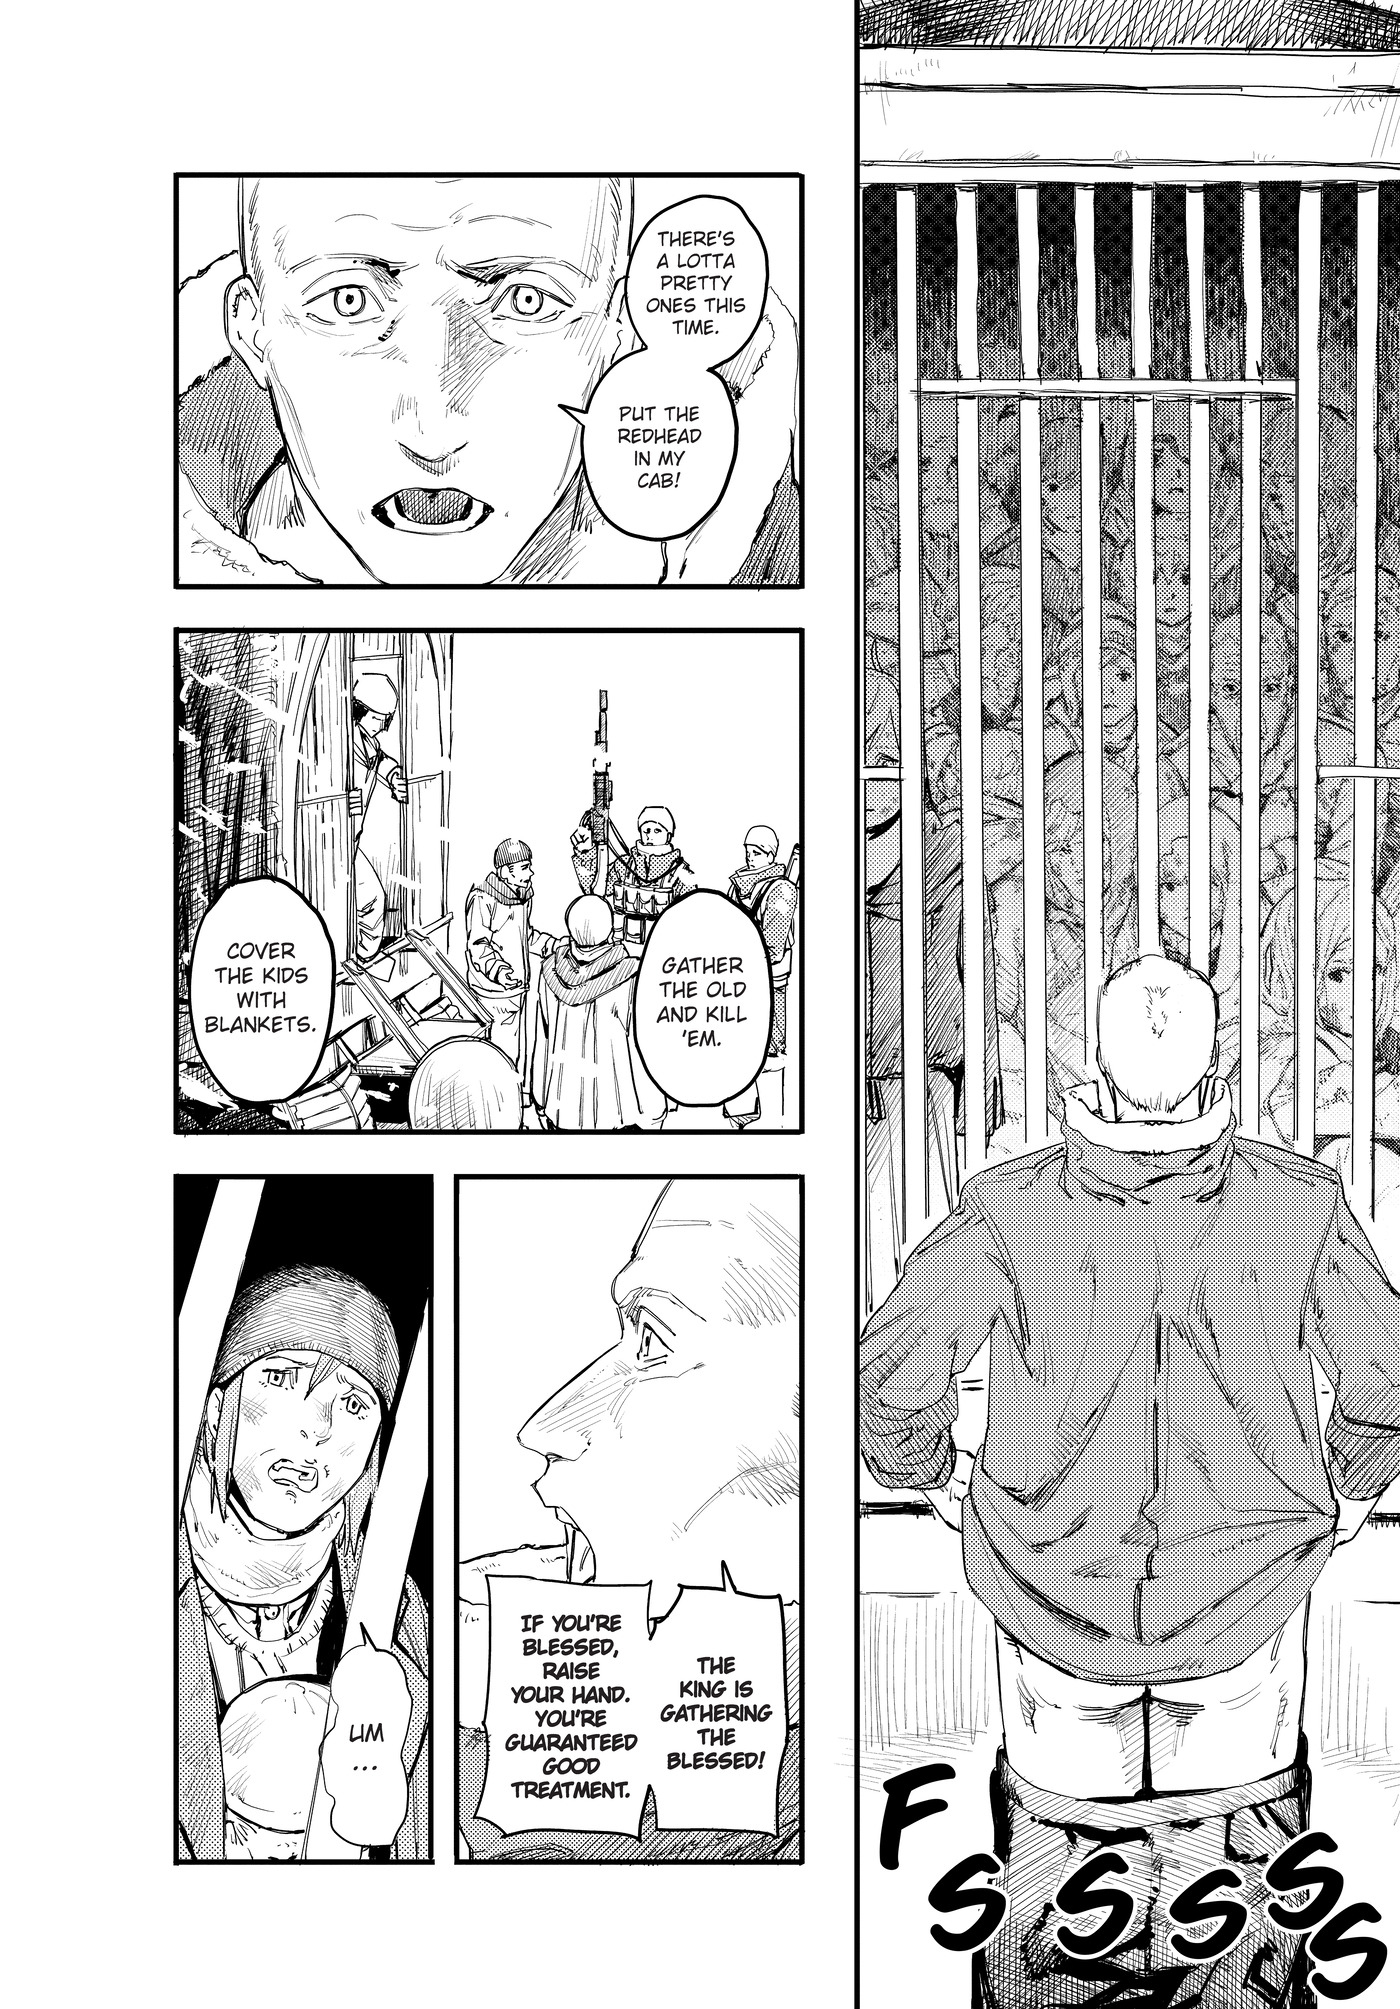 F
S
S
S
S
S
THERE'S
A LOTTA
PRETTY
ONES THIS
TIME.
PUT THE
REDHEAD
IN MY
CAB!
GATHER
THE OLD
AND KILL
'EM.
COVER
THE KIDS
WITH
BLANKETS.
THE
KING IS
GATHERING
THE
BLESSED!
IF YOU'RE
BLESSED,
RAISE
YOUR HAND.
YOU'RE
GUARANTEED
GOOD
TREATMENT.
UM
...